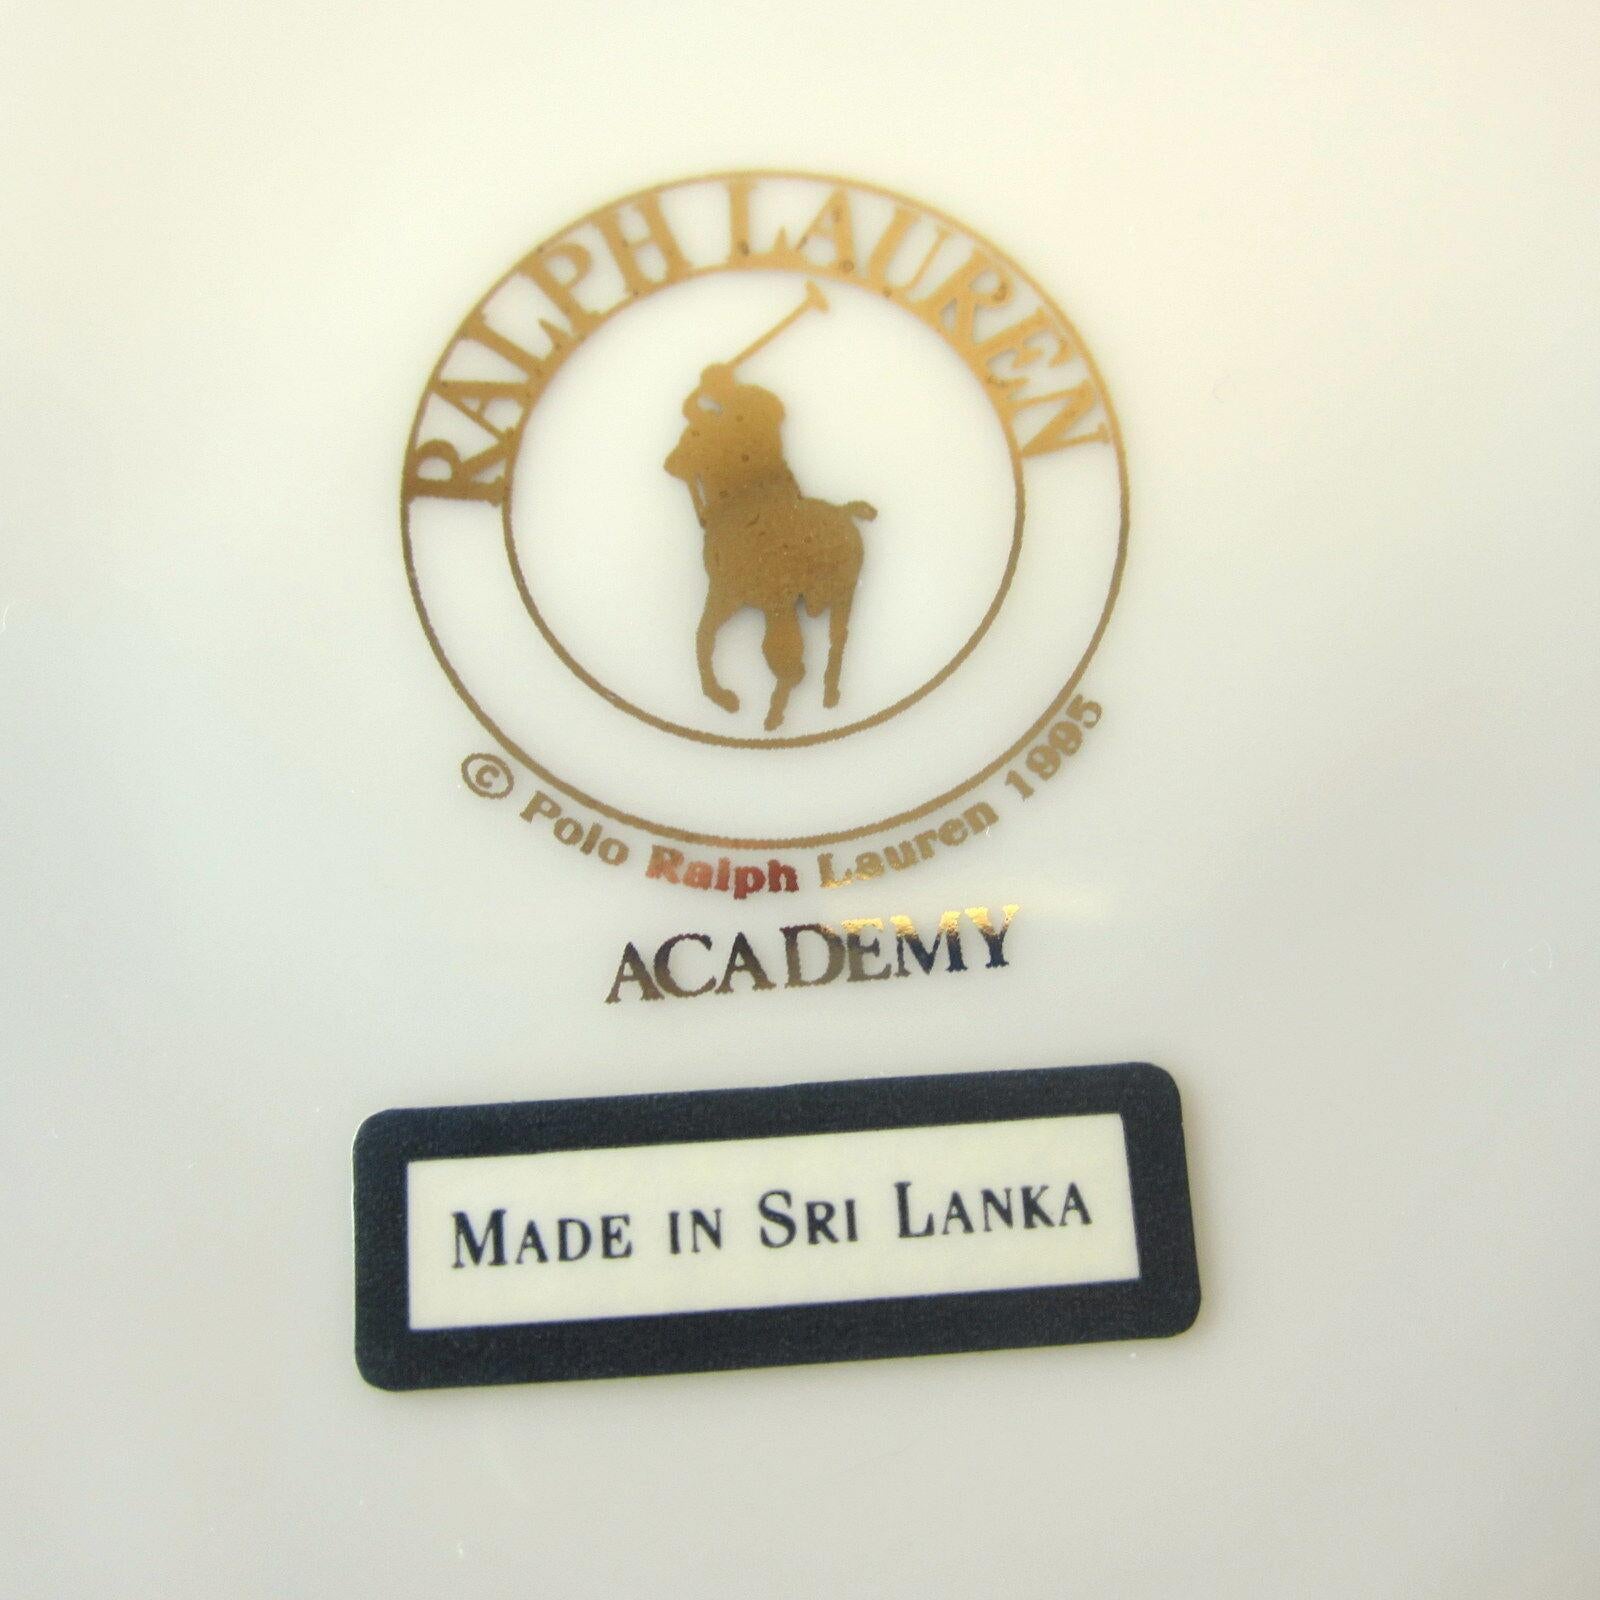 RALPH LAUREN
© Polo Ralph Lauren 1995
ACADEMY
MADE IN SRI LANKA